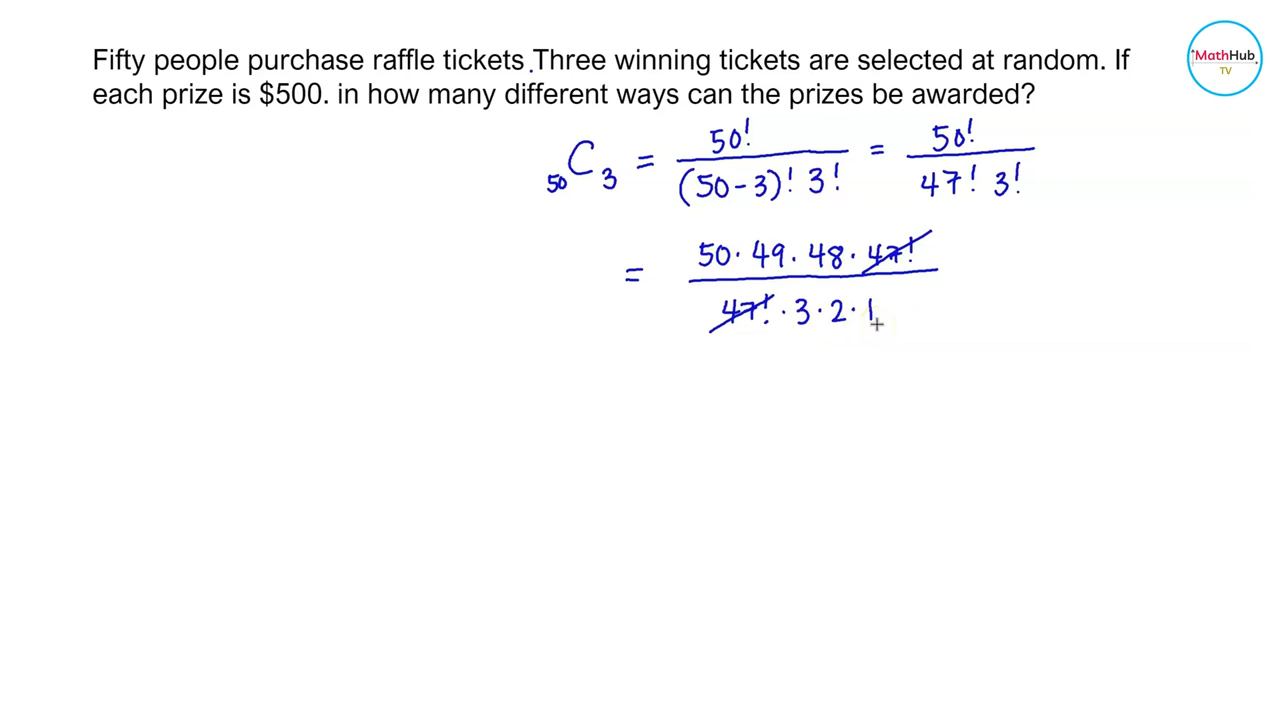 MathHub
TV
Fifty people purchase raffle tickets.Three winning tickets are selected at random. If
each prize is $500. in how many different ways can the prizes be awarded?
₅₀C₃ = 50! / (50-3)! 3! = 50! / 47! 3!
= 50 · 49 · 48 · 47! / 47! · 3 · 2 · 1